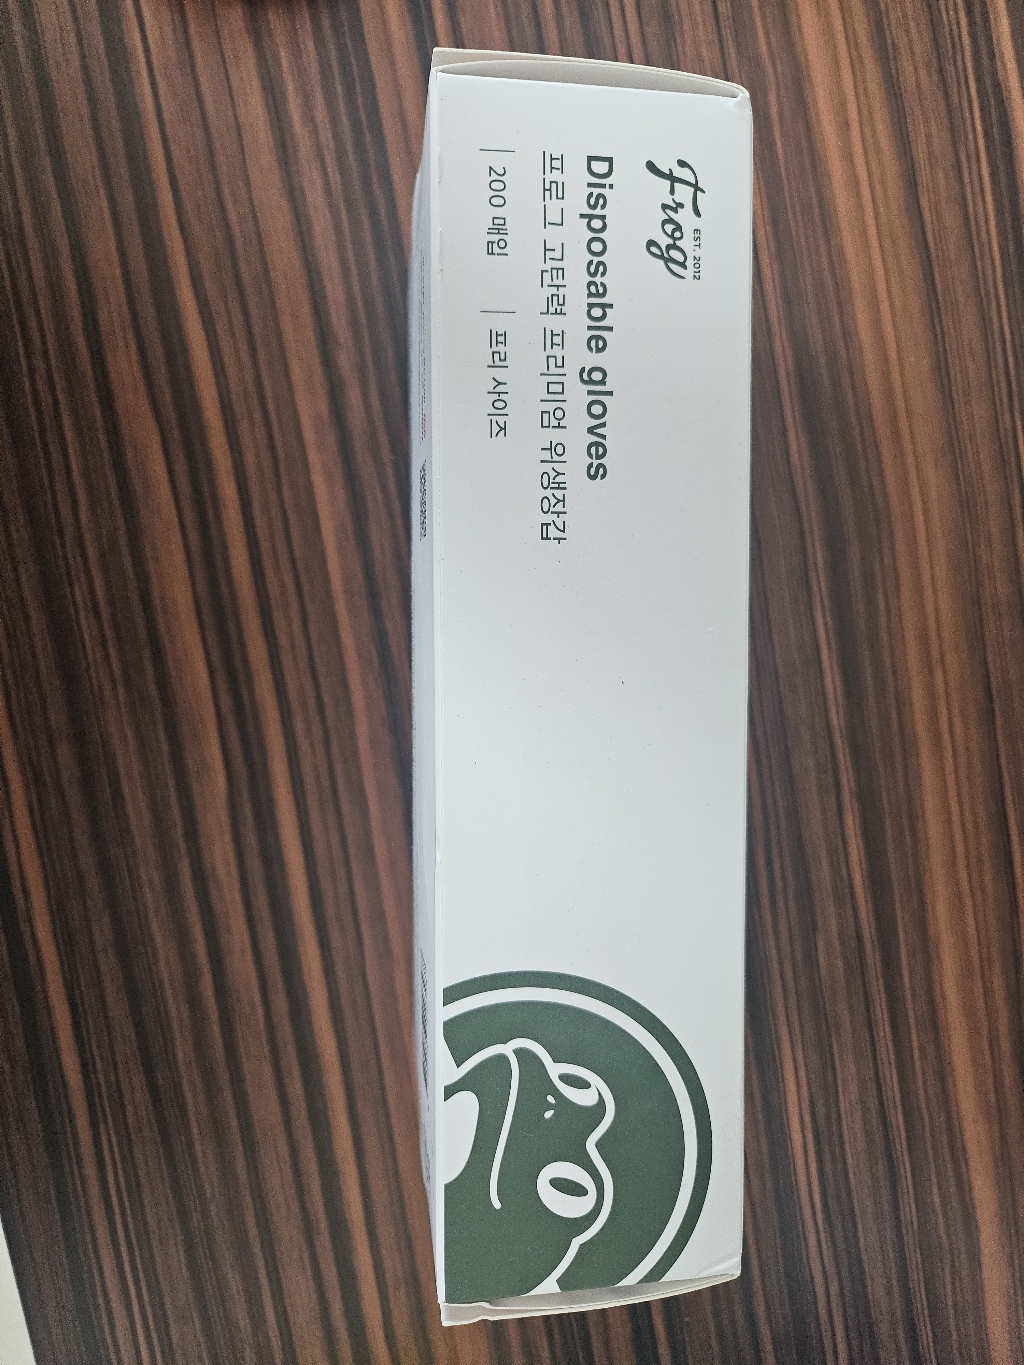 Frog
EST. 2012
Disposable gloves
프로그 고탄력 프리미엄 위생장갑
200 매입
프리 사이즈